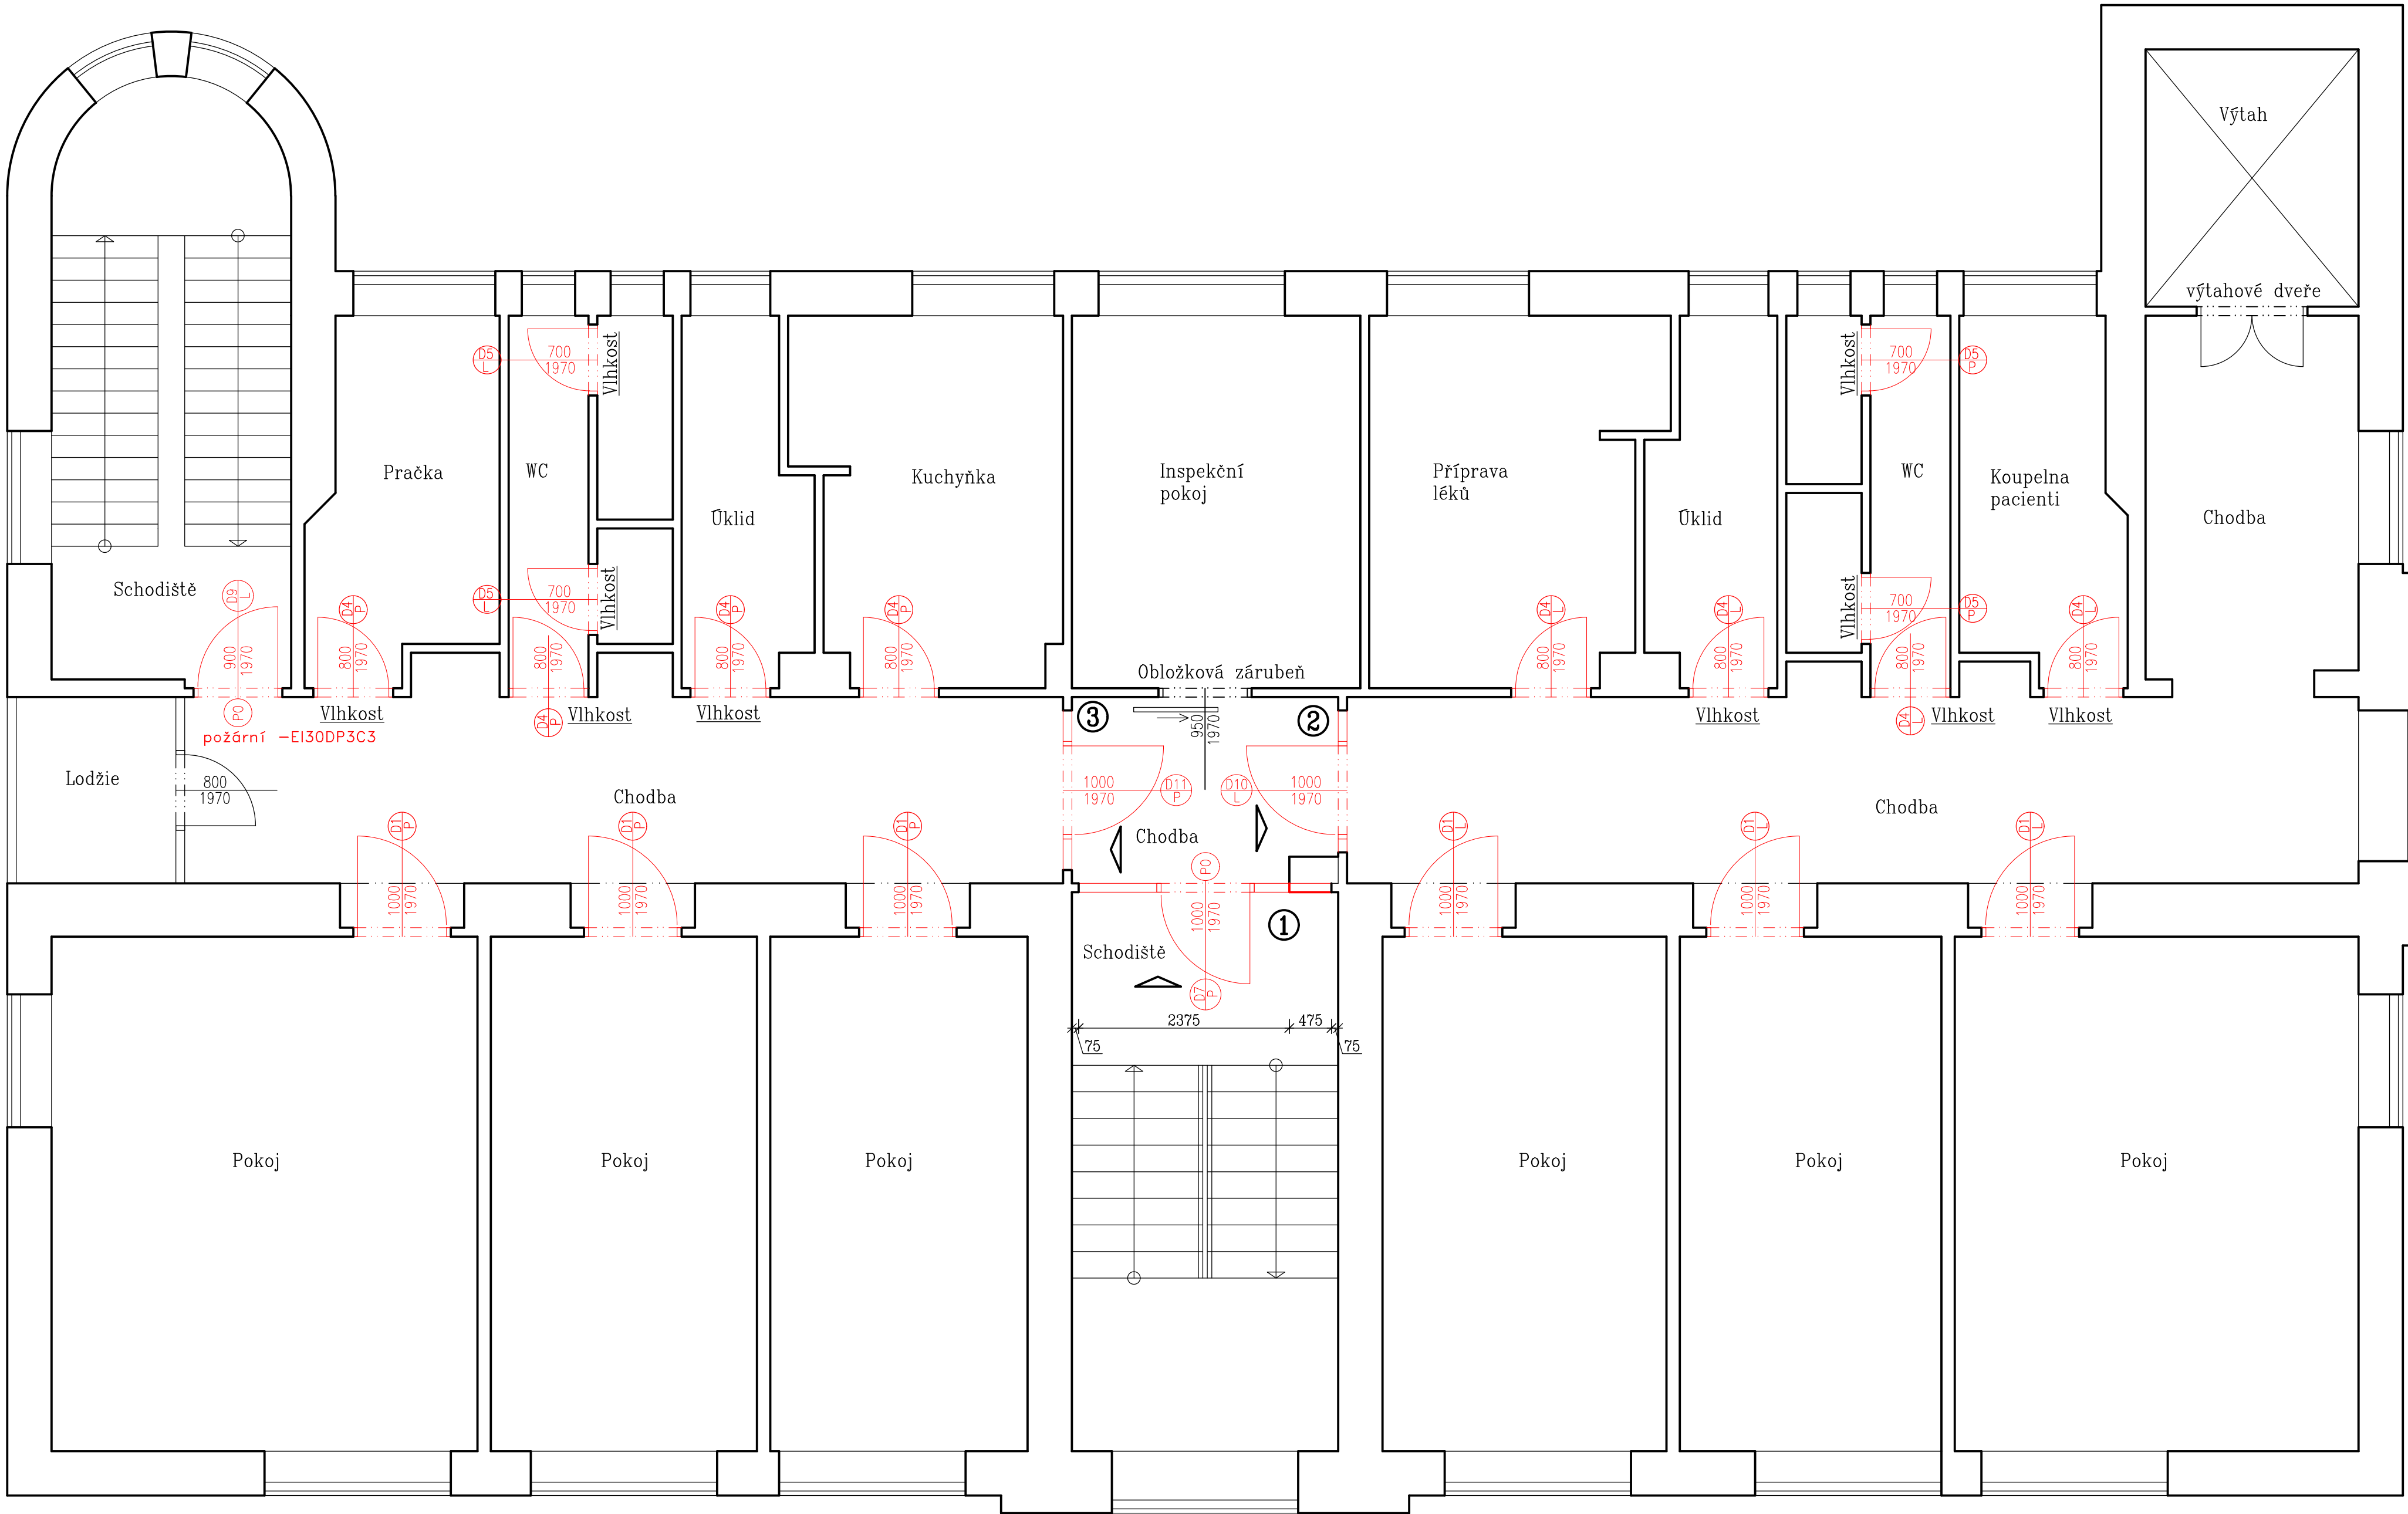 Výtah
výtahové dveře
D5
L
700
1970
Vlhkost
Vlhkost
700
1970
D5
P
Pračka
WC
Kuchyňka
Inspekční
pokoj
Příprava
léků
WC
Koupelna
pacienti
Úklid
Úklid
Chodba
Schodiště
D9
L
D4
P
D5
L
700
1970
Vlhkost
D4
P
D4
P
D4
L
D4
L
Vlhkost
700
1970
D5
P
D4
L
900
1970
800
1970
800
1970
800
1970
800
1970
Obložková zárubeň
800
1970
800
1970
800
1970
800
1970
PO
požární -EI30DP3C3
Vlhkost
D4
P
Vlhkost
Vlhkost
3
950
1970
2
Vlhkost
D4
L
Vlhkost
Vlhkost
Lodžie
800
1970
Chodba
1000
1970
D11
P
D10
L
1000
1970
Chodba
Chodba
D1
P
D1
P
D1
P
PO
D1
L
D1
L
D1
L
1000
1970
1000
1970
1000
1970
1000
1970
1000
1970
1000
1970
1000
1970
1
Schodiště
D7
P
2375
475
75
75
Pokoj
Pokoj
Pokoj
Pokoj
Pokoj
Pokoj